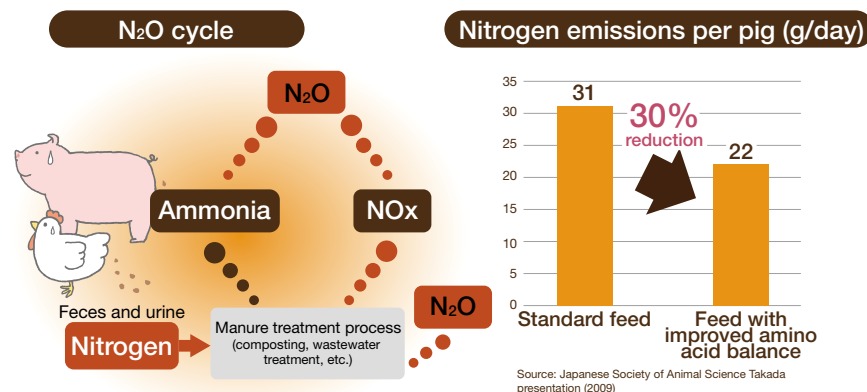 N₂O cycle
N₂O
Ammonia
NOx
Feces and urine
Nitrogen
Manure treatment process
(composting, wastewater
treatment, etc.)
N₂O
Nitrogen emissions per pig (g/day)
35
30
25
20
15
10
5
0
31
30%
reduction
22
Standard feed
Feed with
improved amino
acid balance
Source: Japanese Society of Animal Science Takada
presentation (2009)